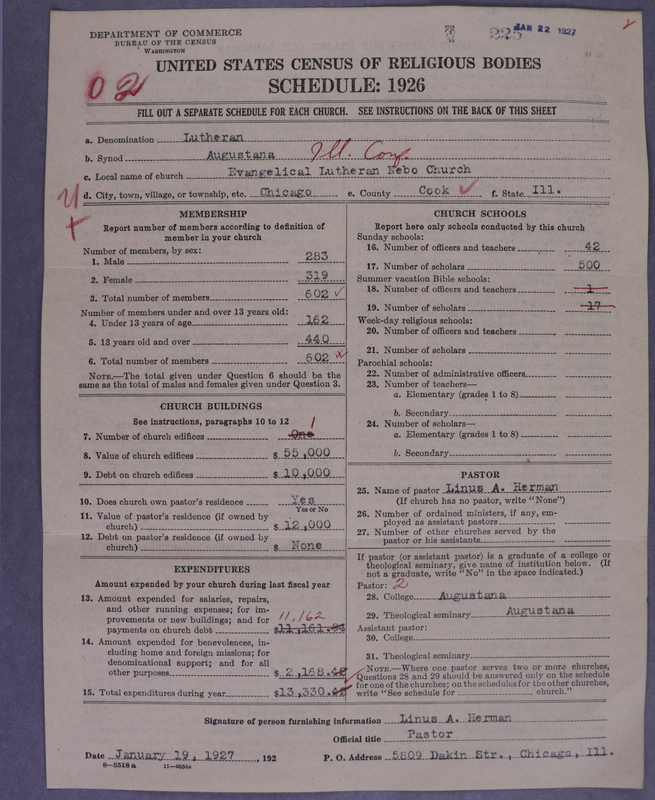 DEPARTMENT OF COMMERCE
BUREAU OF THE CENSUS
WASHINGTON
225 JAN 22 1927
UNITED STATES CENSUS OF RELIGIOUS BODIES
02
SCHEDULE: 1926
FILL OUT A SEPARATE SCHEDULE FOR EACH CHURCH. SEE INSTRUCTIONS ON THE BACK OF THIS SHEET
a. Denomination Lutheran
b. Synod Augustana Ill. Conf.
c. Local name of church Evangelical Lutheran Nebo Church
d. City, town, village, or township, etc. Chicago e. County Cook ✓ f. State Ill.
MEMBERSHIP
Report number of members according to definition of
member in your church
Number of members, by sex:
1. Male 283
2. Female 319
3. Total number of members 602 ✓
Number of members under and over 13 years old:
4. Under 13 years of age 162
5. 13 years old and over 440
6. Total number of members 602
NOTE.—The total given under Question 6 should be the
same as the total of males and females given under Question 3.
CHURCH BUILDINGS
See instructions, paragraphs 10 to 12 1
7. Number of church edifices One
8. Value of church edifices $ 55,000
9. Debt on church edifices $ 10,000
10. Does church own pastor's residence Yes
Yes or No
11. Value of pastor's residence (if owned by
church) $ 12,000
12. Debt on pastor's residence (if owned by
church) $ None
EXPENDITURES
Amount expended by your church during last fiscal year
13. Amount expended for salaries, repairs,
and other running expenses; for im-
provements or new buildings; and for 11,162
payments on church debt $11,161.94
14. Amount expended for benevolences, in-
cluding home and foreign missions; for
denominational support; and for all
other purposes $ 2,168.48
15. Total expenditures during year $13,330.42
CHURCH SCHOOLS
Report here only schools conducted by this church
Sunday schools:
16. Number of officers and teachers 42
17. Number of scholars 500
Summer vacation Bible schools:
18. Number of officers and teachers 1
19. Number of scholars 17
Week-day religious schools:
20. Number of officers and teachers
21. Number of scholars
Parochial schools:
22. Number of administrative officers
23. Number of teachers—
a. Elementary (grades 1 to 8)
b. Secondary
24. Number of scholars—
a. Elementary (grades 1 to 8)
b. Secondary
PASTOR
25. Name of pastor Linus A. Herman
(If church has no pastor, write "None")
26. Number of ordained ministers, if any, em-
ployed as assistant pastors
27. Number of other churches served by the
pastor or his assistants
If pastor (or assistant pastor) is a graduate of a college or
theological seminary, give name of institution below. (If
not a graduate, write "No" in the space indicated.)
Pastor: 2
28. College Augustana
29. Theological seminary Augustana
Assistant pastor:
30. College
31. Theological seminary
NOTE.—Where one pastor serves two or more churches,
Questions 28 and 29 should be answered only on the schedule
for one of the churches; on the schedules for the other churches,
write "See schedule for church."
Signature of person furnishing information Linus A. Herman
Official title Pastor
Date January 19, 1927, 192 P. O. Address 5809 Dakin Str., Chicago, Ill.
8—5518 a